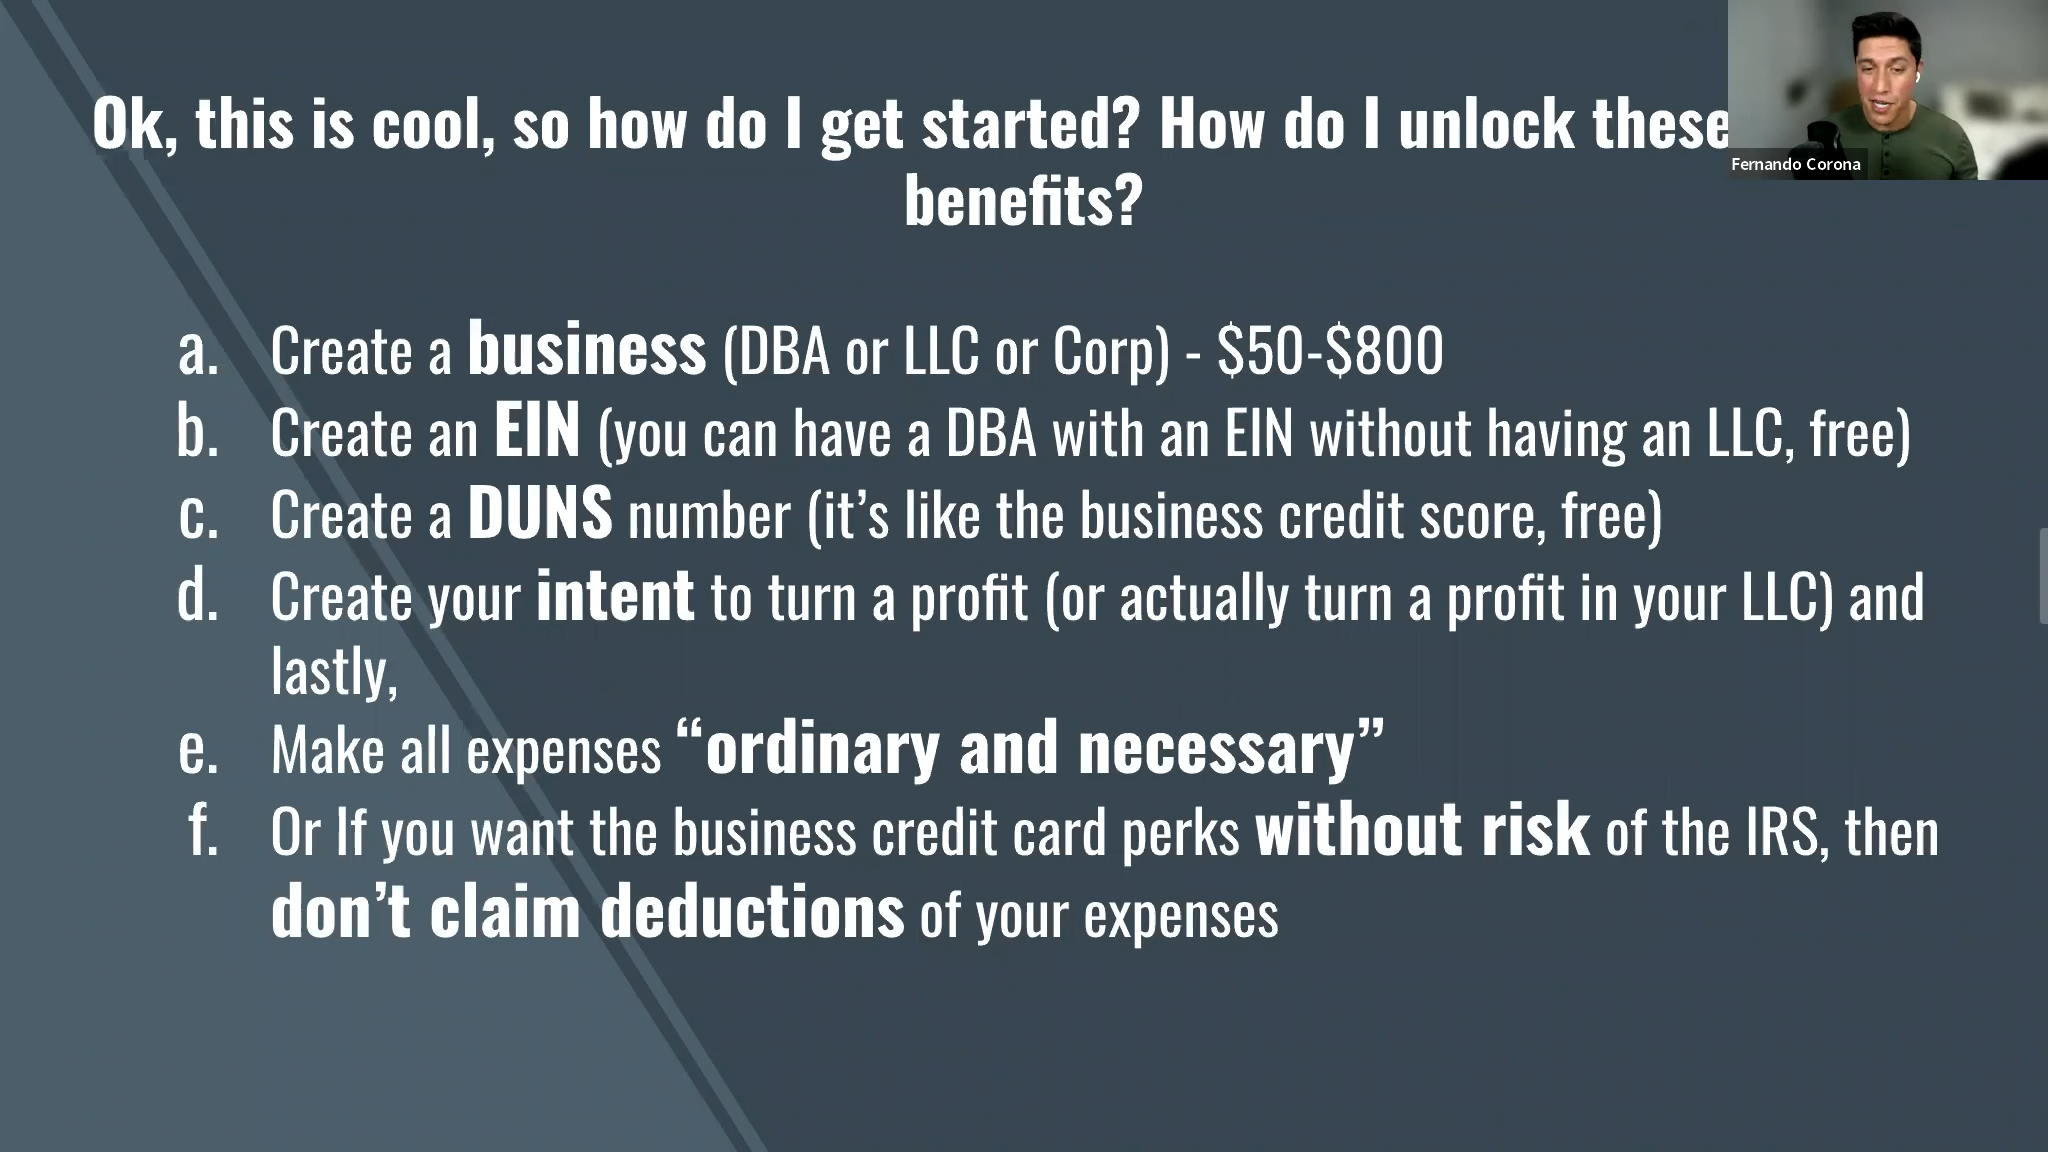 Ok, this is cool, so how do I get started? How do I unlock these
benefits?
Fernando Corona
a. Create a business (DBA or LLC or Corp) - $50-$800
b. Create an EIN (you can have a DBA with an EIN without having an LLC, free)
c. Create a DUNS number (it’s like the business credit score, free)
d. Create your intent to turn a profit (or actually turn a profit in your LLC) and
lastly,
e. Make all expenses “ordinary and necessary”
f. Or If you want the business credit card perks without risk of the IRS, then
don’t claim deductions of your expenses